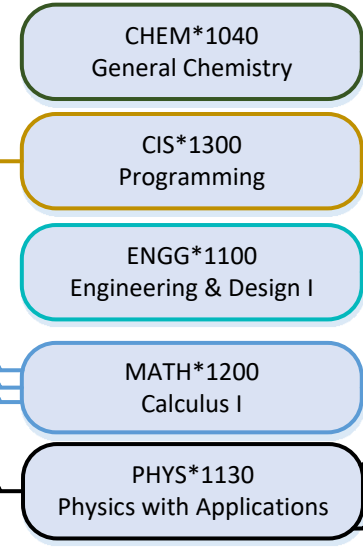 CHEM*1040
General Chemistry
CIS*1300
Programming
ENGG*1100
Engineering & Design I
MATH*1200
Calculus I
PHYS*1130
Physics with Applications